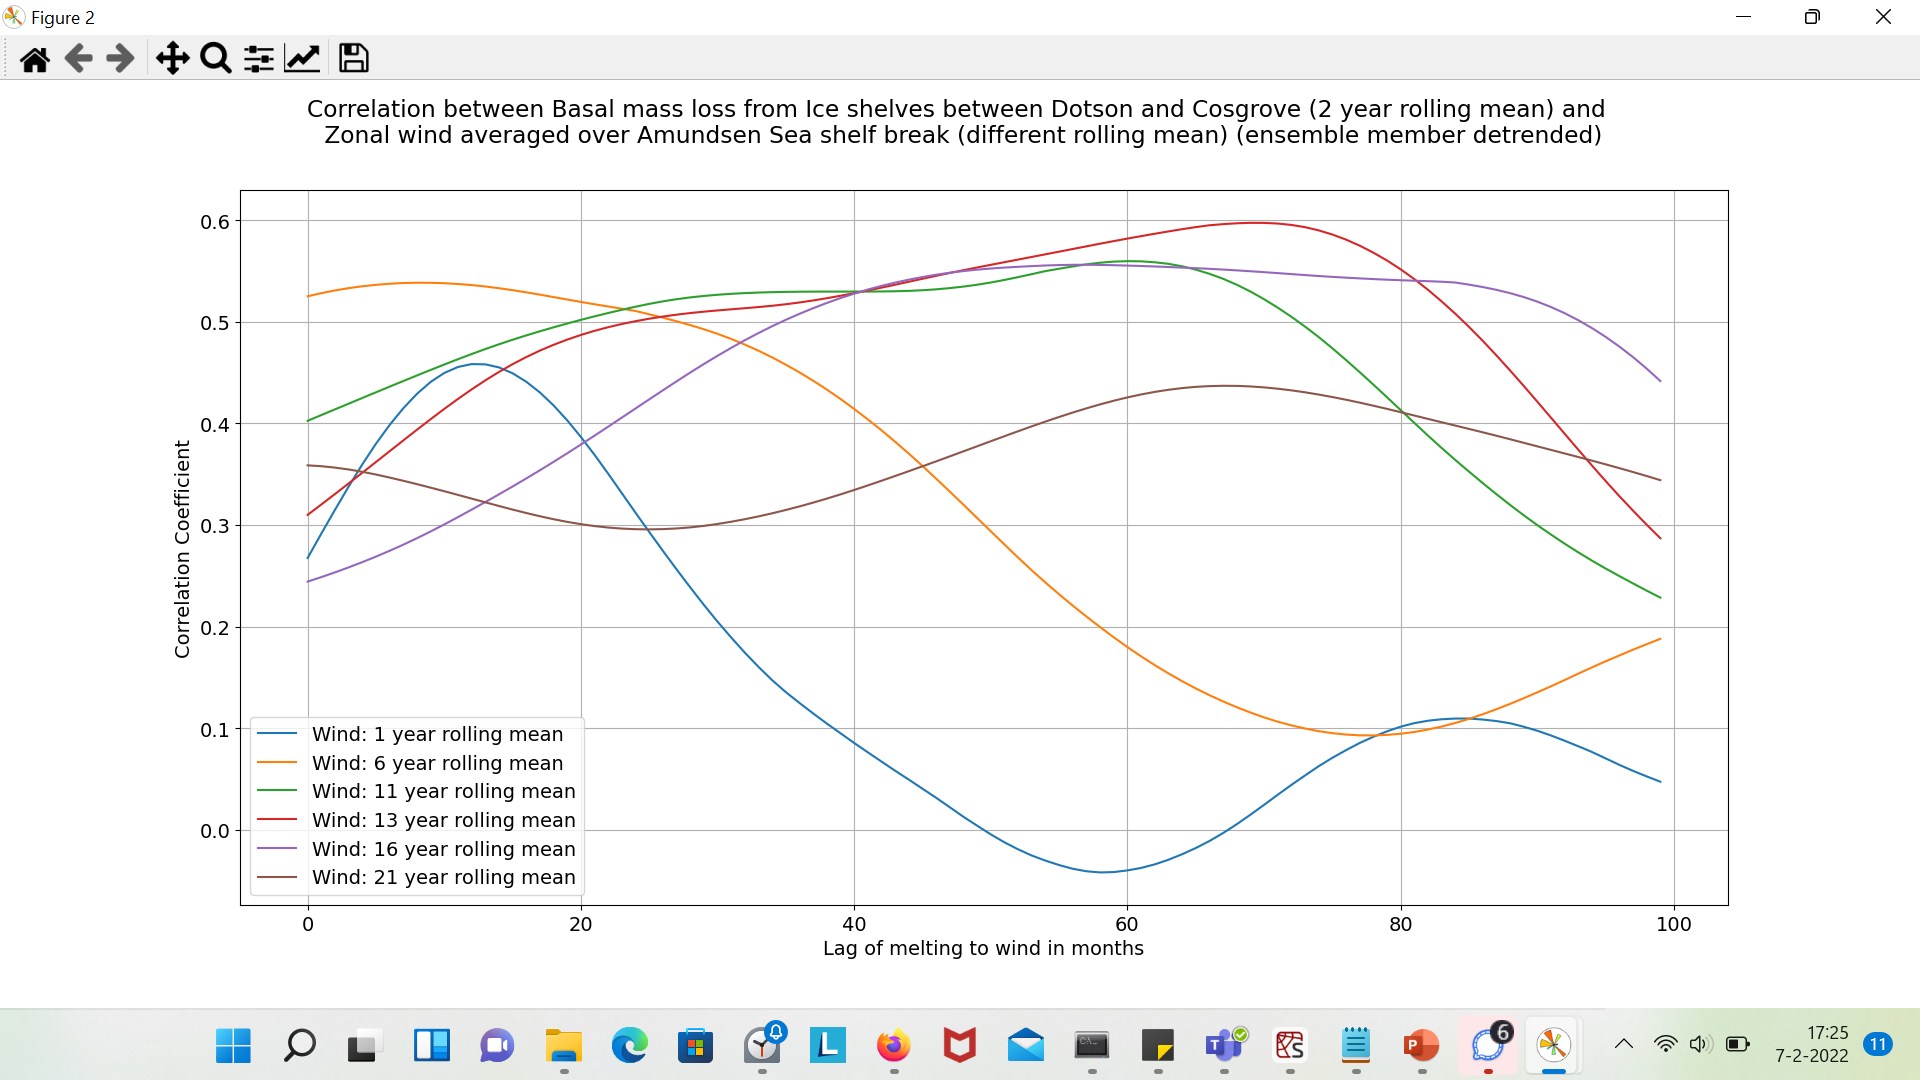 Figure 2
Correlation between Basal mass loss from Ice shelves between Dotson and Cosgrove (2 year rolling mean) and
Zonal wind averaged over Amundsen Sea shelf break (different rolling mean) (ensemble member detrended)
0.6
0.5
0.4
0.3
0.2
0.1
0.0
Correlation Coefficient
Wind: 1 year rolling mean
Wind: 6 year rolling mean
Wind: 11 year rolling mean
Wind: 13 year rolling mean
Wind: 16 year rolling mean
Wind: 21 year rolling mean
0 20 40 60 80 100
Lag of melting to wind in months
L
C:\_
T
S
P
6
17:25
7-2-2022
11